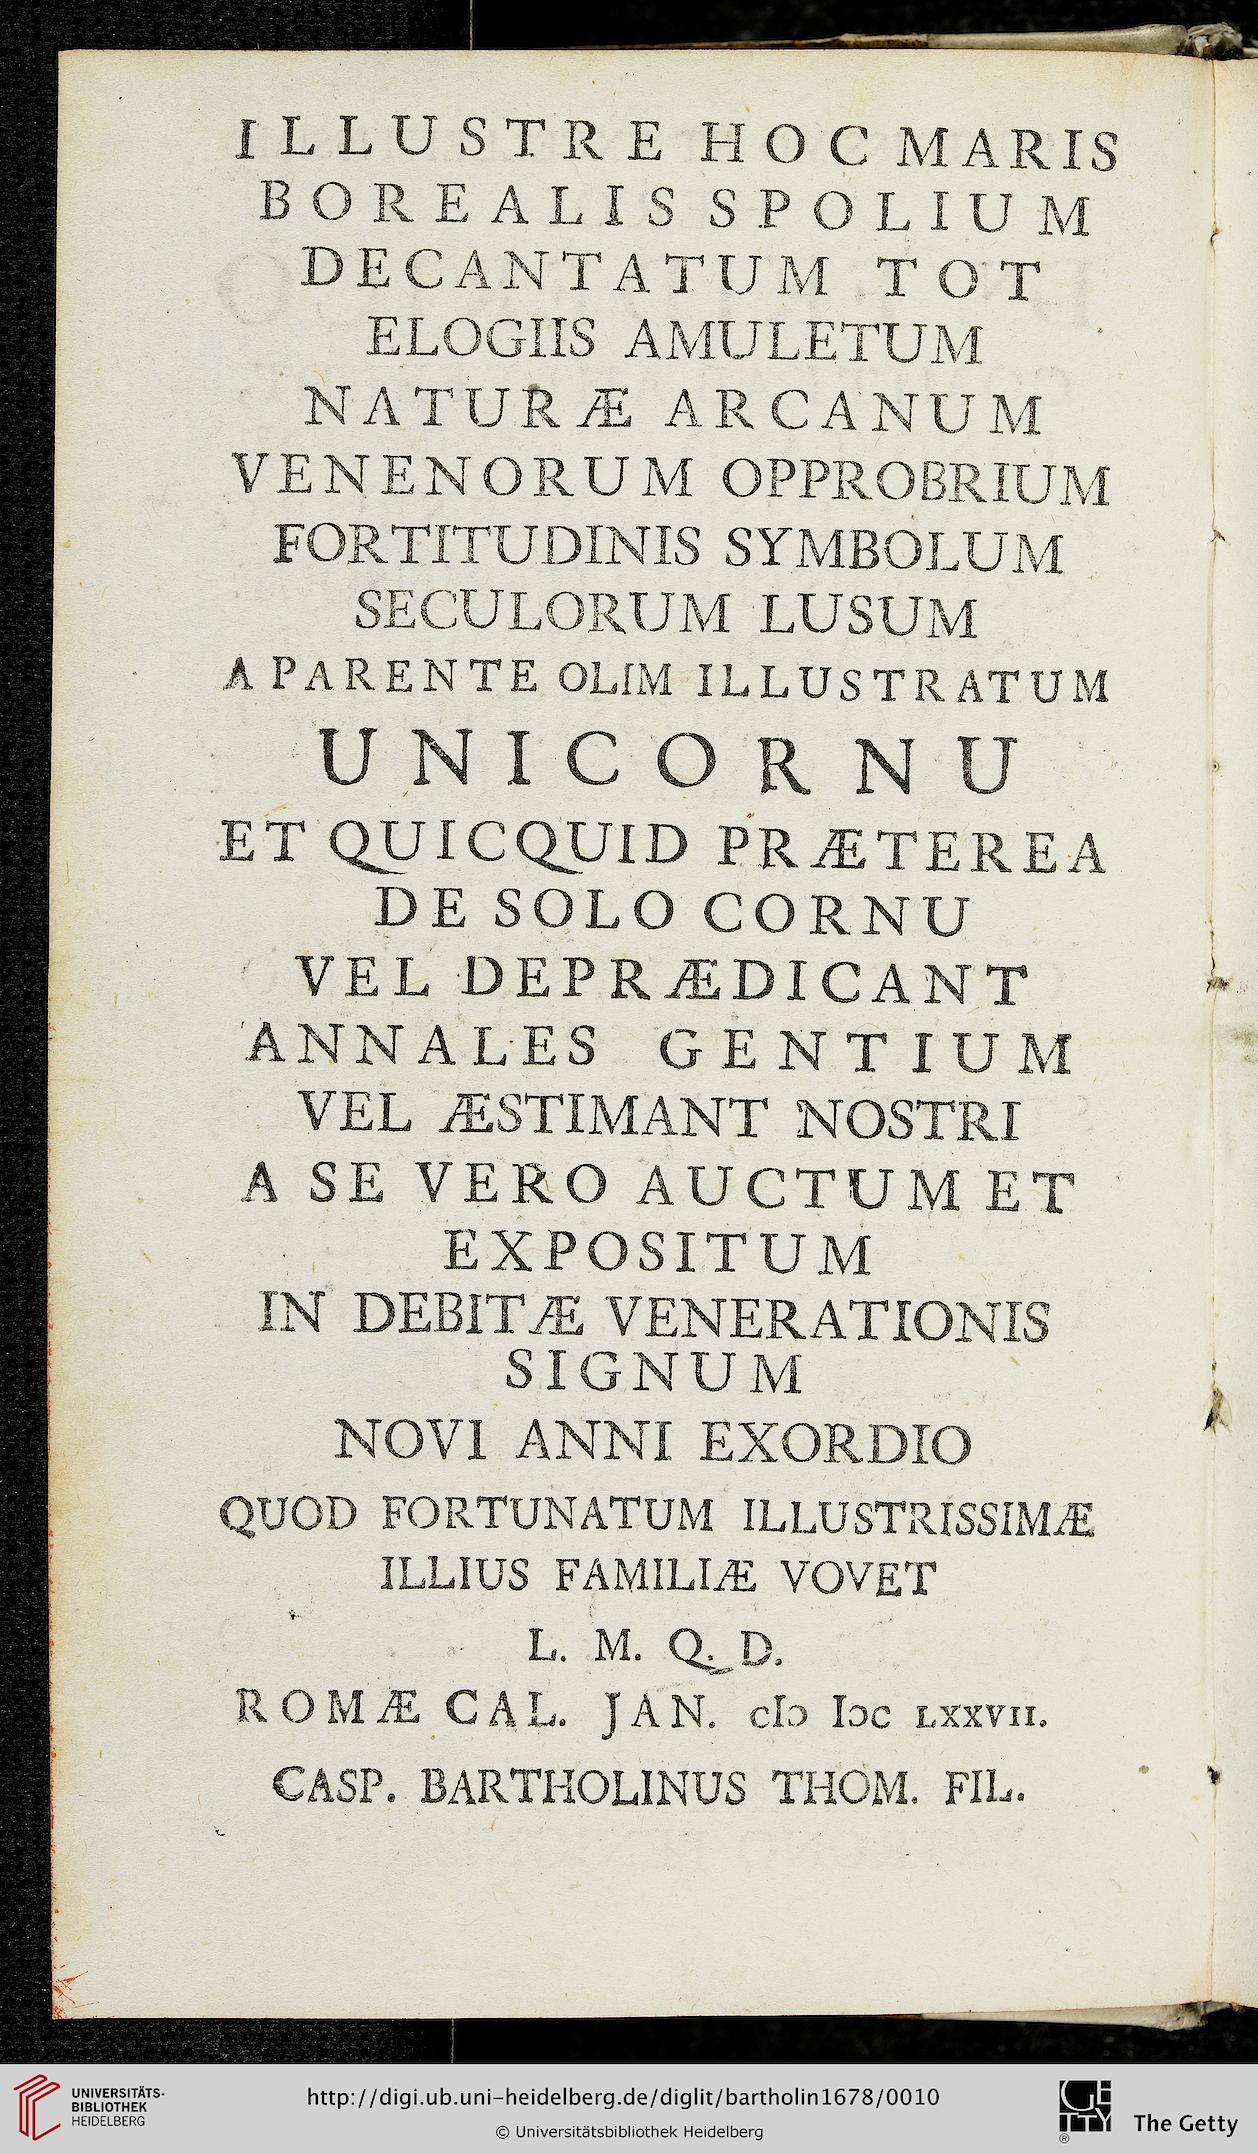 ILLUSTRE HOC MARIS
BOREALIS SPOLIUM
DECANTATUM TOT
ELOGIIS AMULETUM
NATURÆ ARCANUM
VENENORUM OPPROBRIUM
FORTITUDINIS SYMBOLUM
SECULORUM LUSUM
A PARENTE OLIM ILLUSTRATUM
UNICORNU
ET QUICQUID PRÆTEREA
DE SOLO CORNU
VEL DEPRÆDICANT
ANNALES GENTIUM
VEL ÆSTIMANT NOSTRI
A SE VERO AUCTUM ET
EXPOSITUM
IN DEBITÆ VENERATIONIS
SIGNUM
NOVI ANNI EXORDIO
QUOD FORTUNATUM ILLUSTRISSIMÆ
ILLIUS FAMILIÆ VOVET
L. M. Q. D.
ROMÆ CAL. JAN. cIɔ Iɔc LXXVII.
CASP. BARTHOLINUS THOM. FIL.
UNIVERSITÄTS-
BIBLIOTHEK
HEIDELBERG
http://digi.ub.uni-heidelberg.de/diglit/bartholin1678/0010
© Universitätsbibliothek Heidelberg
GETTY
®
The Getty